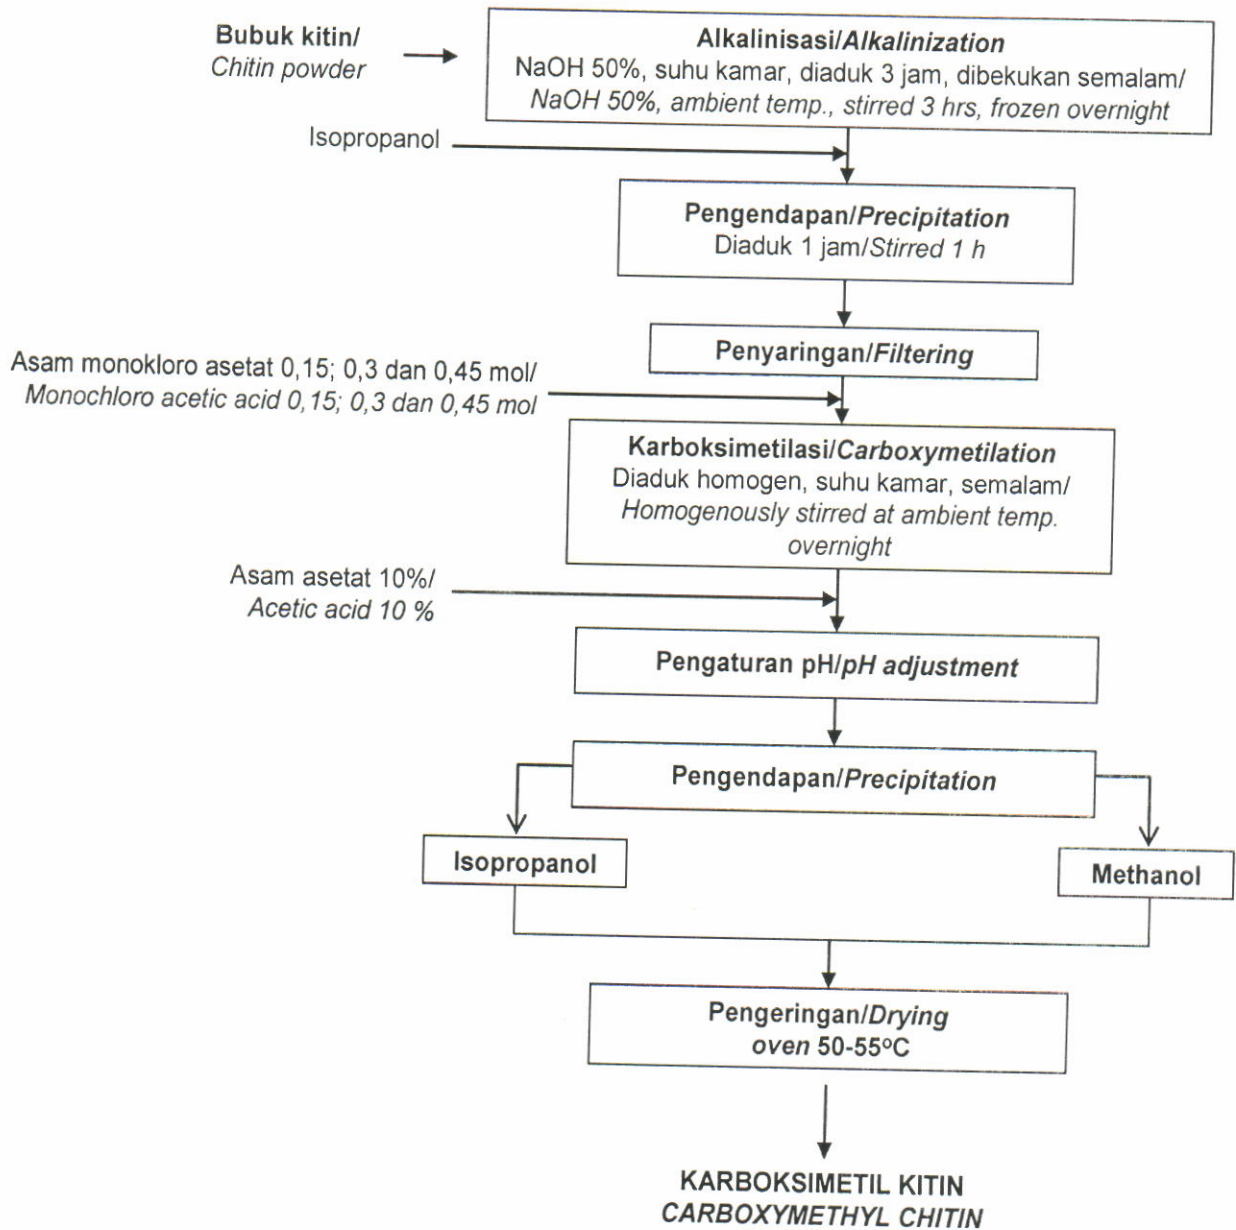 Bubuk kitin/
Chitin powder
Alkalinisasi/Alkalinization
NaOH 50%, suhu kamar, diaduk 3 jam, dibekukan semalam/
NaOH 50%, ambient temp., stirred 3 hrs, frozen overnight
Isopropanol
Pengendapan/Precipitation
Diaduk 1 jam/Stirred 1 h
Penyaringan/Filtering
Asam monokloro asetat 0,15; 0,3 dan 0,45 mol/
Monochloro acetic acid 0,15; 0,3 dan 0,45 mol
Karboksimetilasi/Carboxymetilation
Diaduk homogen, suhu kamar, semalam/
Homogenously stirred at ambient temp.
overnight
Asam asetat 10%/
Acetic acid 10 %
Pengaturan pH/pH adjustment
Pengendapan/Precipitation
Isopropanol
Methanol
Pengeringan/Drying
oven 50-55°C
KARBOKSIMETIL KITIN
CARBOXYMETHYL CHITIN